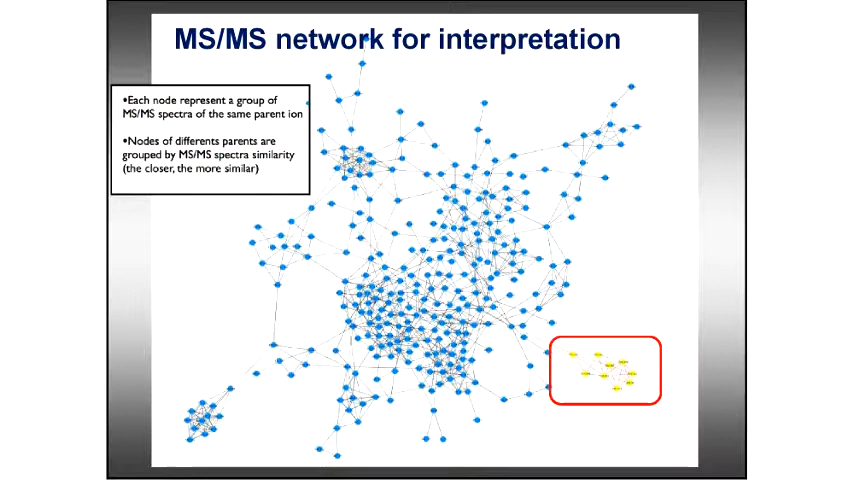 MS/MS network for interpretation
•Each node represent a group of
MS/MS spectra of the same parent ion
•Nodes of differents parents are
grouped by MS/MS spectra similarity
(the closer, the more similar)